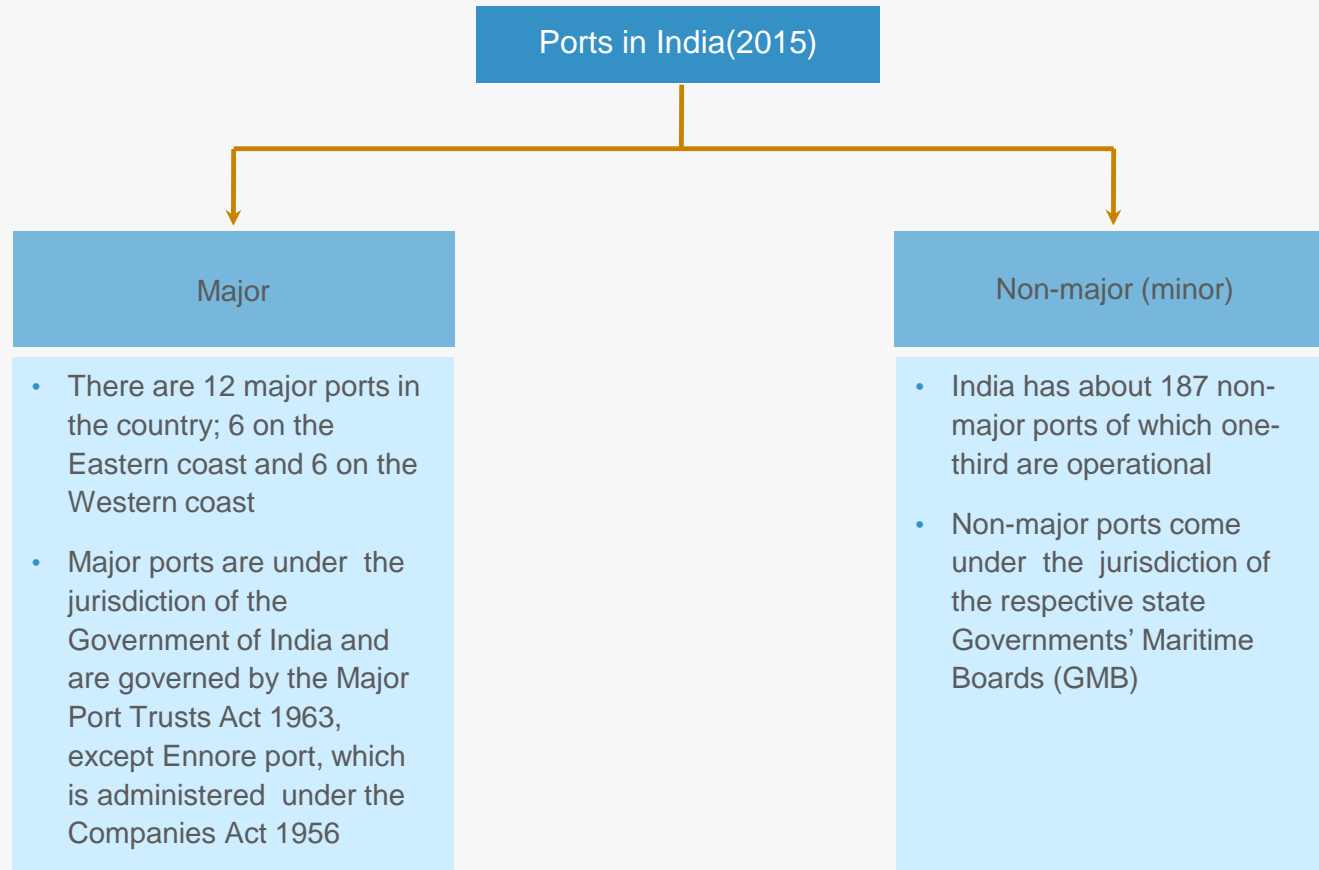 Ports in India(2015)
Major
• There are 12 major ports in
the country; 6 on the
Eastern coast and 6 on the
Western coast
• Major ports are under the
jurisdiction of the
Government of India and
are governed by the Major
Port Trusts Act 1963,
except Ennore port, which
is administered under the
Companies Act 1956
Non-major (minor)
• India has about 187 non-
major ports of which one-
third are operational
• Non-major ports come
under the jurisdiction of
the respective state
Governments’ Maritime
Boards (GMB)